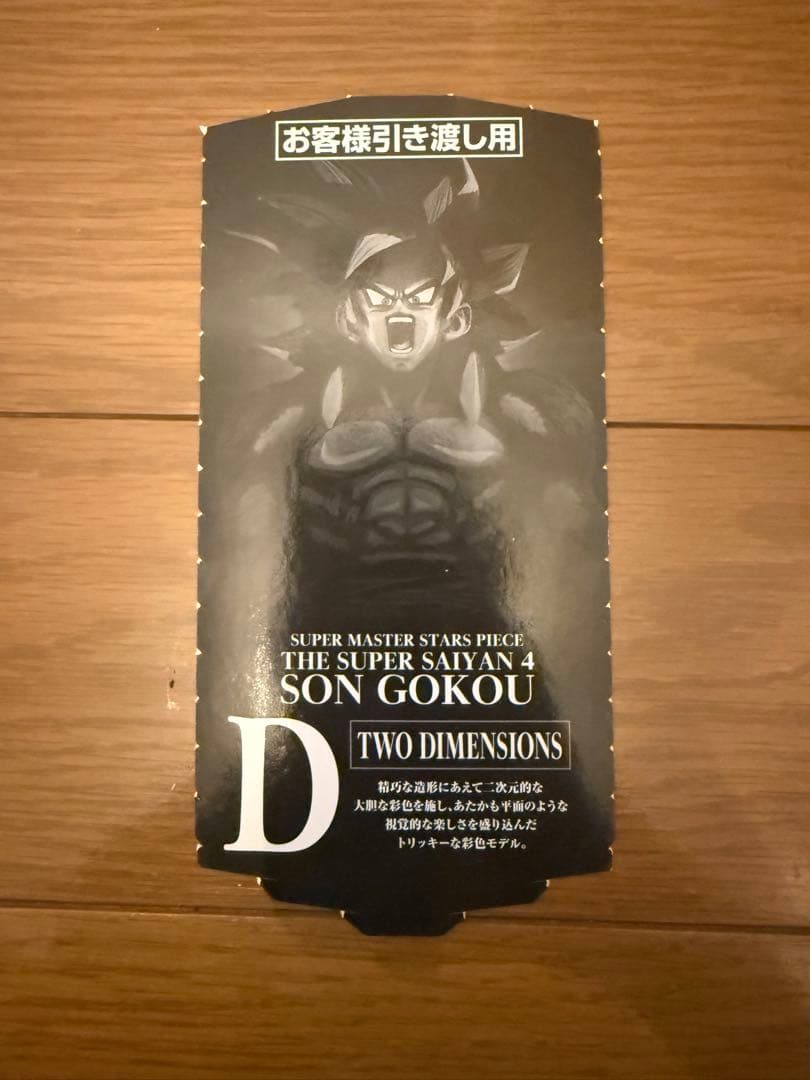 お客様引き渡し用
SUPER MASTER STARS PIECE
THE SUPER SAIYAN 4
SON GOKOU
D
TWO DIMENSIONS
精巧な造形にあえて二次元的な
大胆な彩色を施し、あたかも平面のような
視覚的な楽しさを盛り込んだ
トリッキーな彩色モデル。